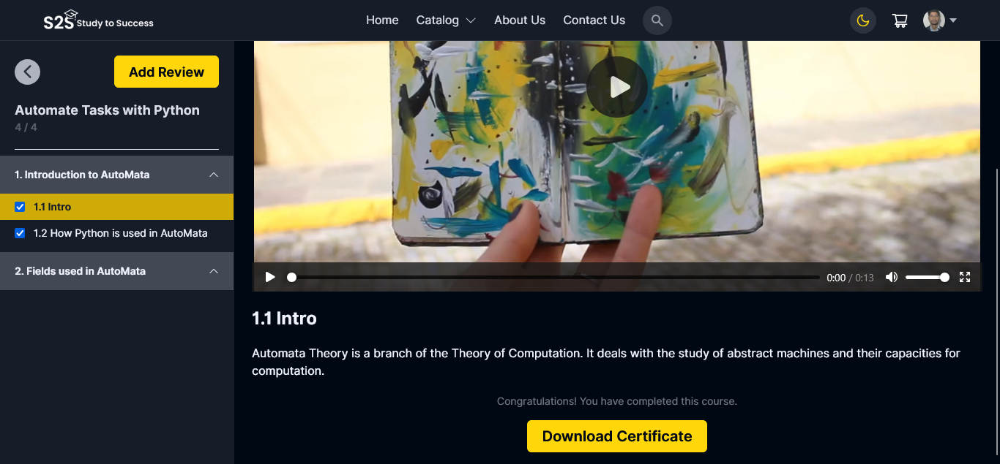 S2S Study to Success
Home
Catalog
About Us
Contact Us
Add Review
Automate Tasks with Python
4 / 4
1. Introduction to AutoMata
1.1 Intro
1.2 How Python is used in AutoMata
2. Fields used in AutoMata
0:00 / 0:13
1.1 Intro
Automata Theory is a branch of the Theory of Computation. It deals with the study of abstract machines and their capacities for
computation.
Congratulations! You have completed this course.
Download Certificate